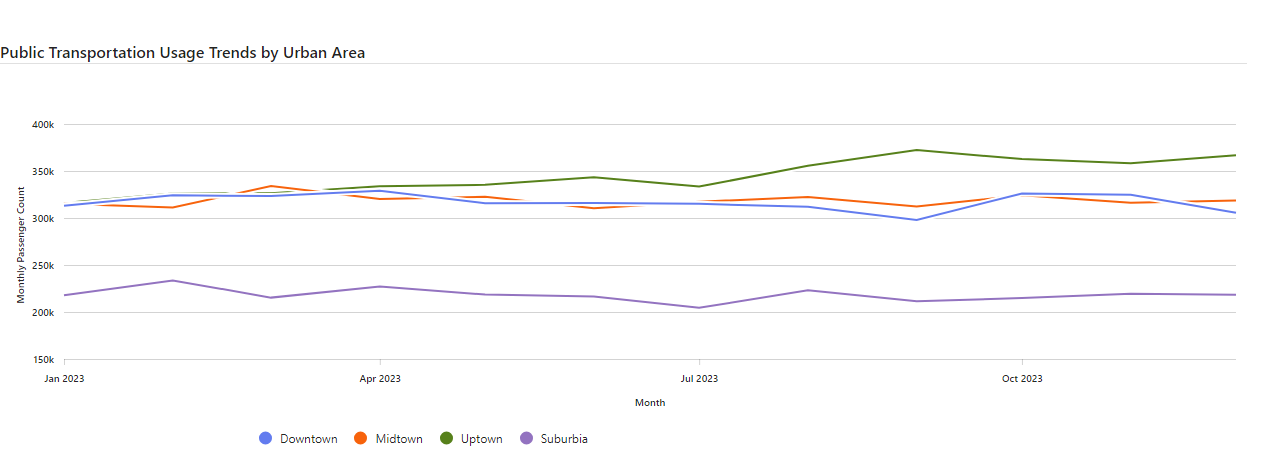 Public Transportation Usage Trends by Urban Area
400k
350k
300k
250k
200k
150k
Monthly Passenger Count
Jan 2023 Apr 2023 Jul 2023 Oct 2023
Month
Downtown Midtown Uptown Suburbia